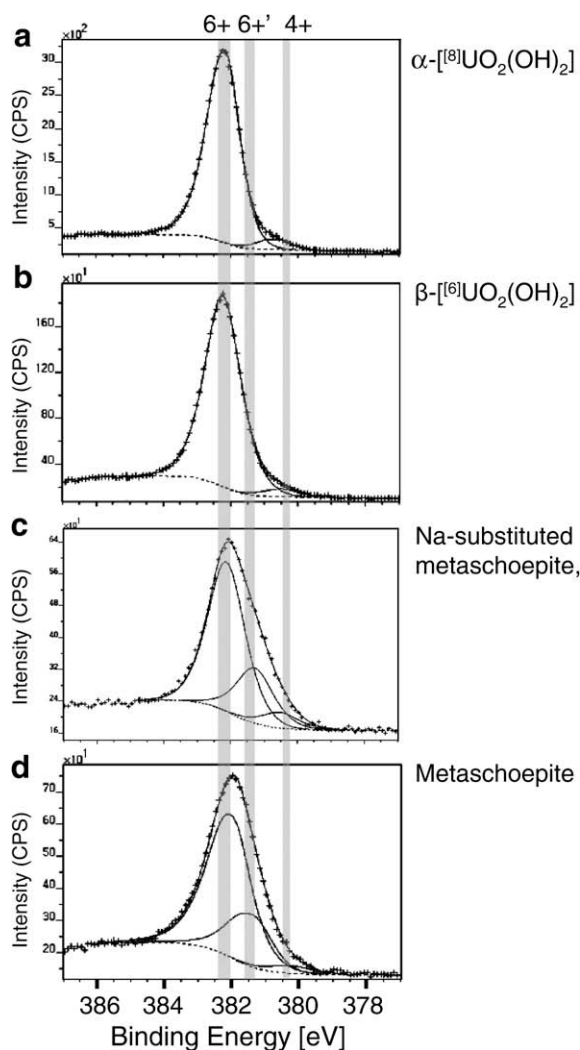 6+ 6+' 4+
a
×10²
α-[[8]UO₂(OH)₂]
30
25
20
15
10
5
Intensity (CPS)
b
×10¹
β-[[6]UO₂(OH)₂]
160
120
80
40
Intensity (CPS)
c
×10¹
Na-substituted
metaschoepite,
64
56
48
40
32
24
16
Intensity (CPS)
d
×10¹
Metaschoepite
70
60
50
40
30
20
Intensity (CPS)
386 384 382 380 378
Binding Energy [eV]